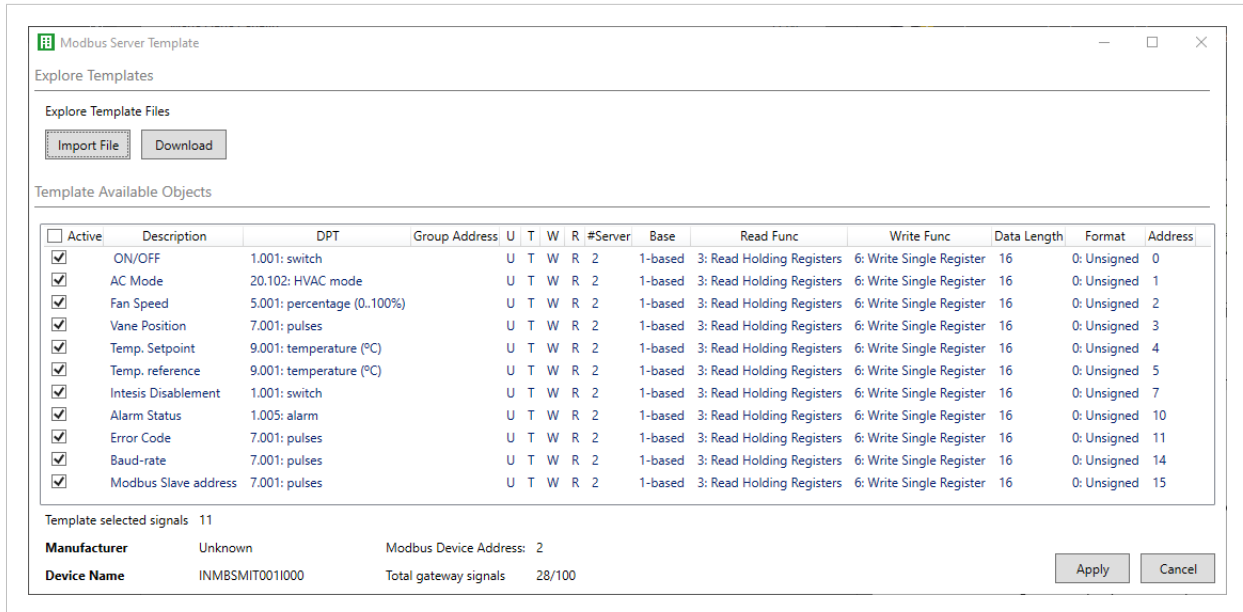 Modbus Server Template
Explore Templates
Explore Template Files
Import File Download
Template Available Objects
Active Description DPT Group Address U T W R #Server Base Read Func Write Func Data Length Format Address
ON/OFF 1.001: switch U T W R 2 1-based 3: Read Holding Registers 6: Write Single Register 16 0: Unsigned 0
AC Mode 20.102: HVAC mode U T W R 2 1-based 3: Read Holding Registers 6: Write Single Register 16 0: Unsigned 1
Fan Speed 5.001: percentage (0..100%) U T W R 2 1-based 3: Read Holding Registers 6: Write Single Register 16 0: Unsigned 2
Vane Position 7.001: pulses U T W R 2 1-based 3: Read Holding Registers 6: Write Single Register 16 0: Unsigned 3
Temp. Setpoint 9.001: temperature (ºC) U T W R 2 1-based 3: Read Holding Registers 6: Write Single Register 16 0: Unsigned 4
Temp. reference 9.001: temperature (ºC) U T W R 2 1-based 3: Read Holding Registers 6: Write Single Register 16 0: Unsigned 5
Intesis Disablement 1.001: switch U T W R 2 1-based 3: Read Holding Registers 6: Write Single Register 16 0: Unsigned 7
Alarm Status 1.005: alarm U T W R 2 1-based 3: Read Holding Registers 6: Write Single Register 16 0: Unsigned 10
Error Code 7.001: pulses U T W R 2 1-based 3: Read Holding Registers 6: Write Single Register 16 0: Unsigned 11
Baud-rate 7.001: pulses U T W R 2 1-based 3: Read Holding Registers 6: Write Single Register 16 0: Unsigned 14
Modbus Slave address 7.001: pulses U T W R 2 1-based 3: Read Holding Registers 6: Write Single Register 16 0: Unsigned 15
Template selected signals 11
Manufacturer Unknown Modbus Device Address: 2
Device Name INMBSMIT001I000 Total gateway signals 28/100
Apply Cancel